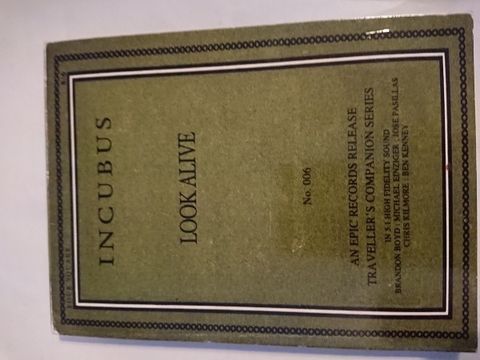 INCUBUS
LOOK ALIVE
No. 006
AN EPIC RECORDS RELEASE
TRAVELLER'S COMPANION SERIES
IN 5.1 HIGH FIDELITY SOUND
BRANDON BOYD / MICHAEL EINZIGER / JOSE PASILLAS
CHRIS KILMORE / BEN KENNEY